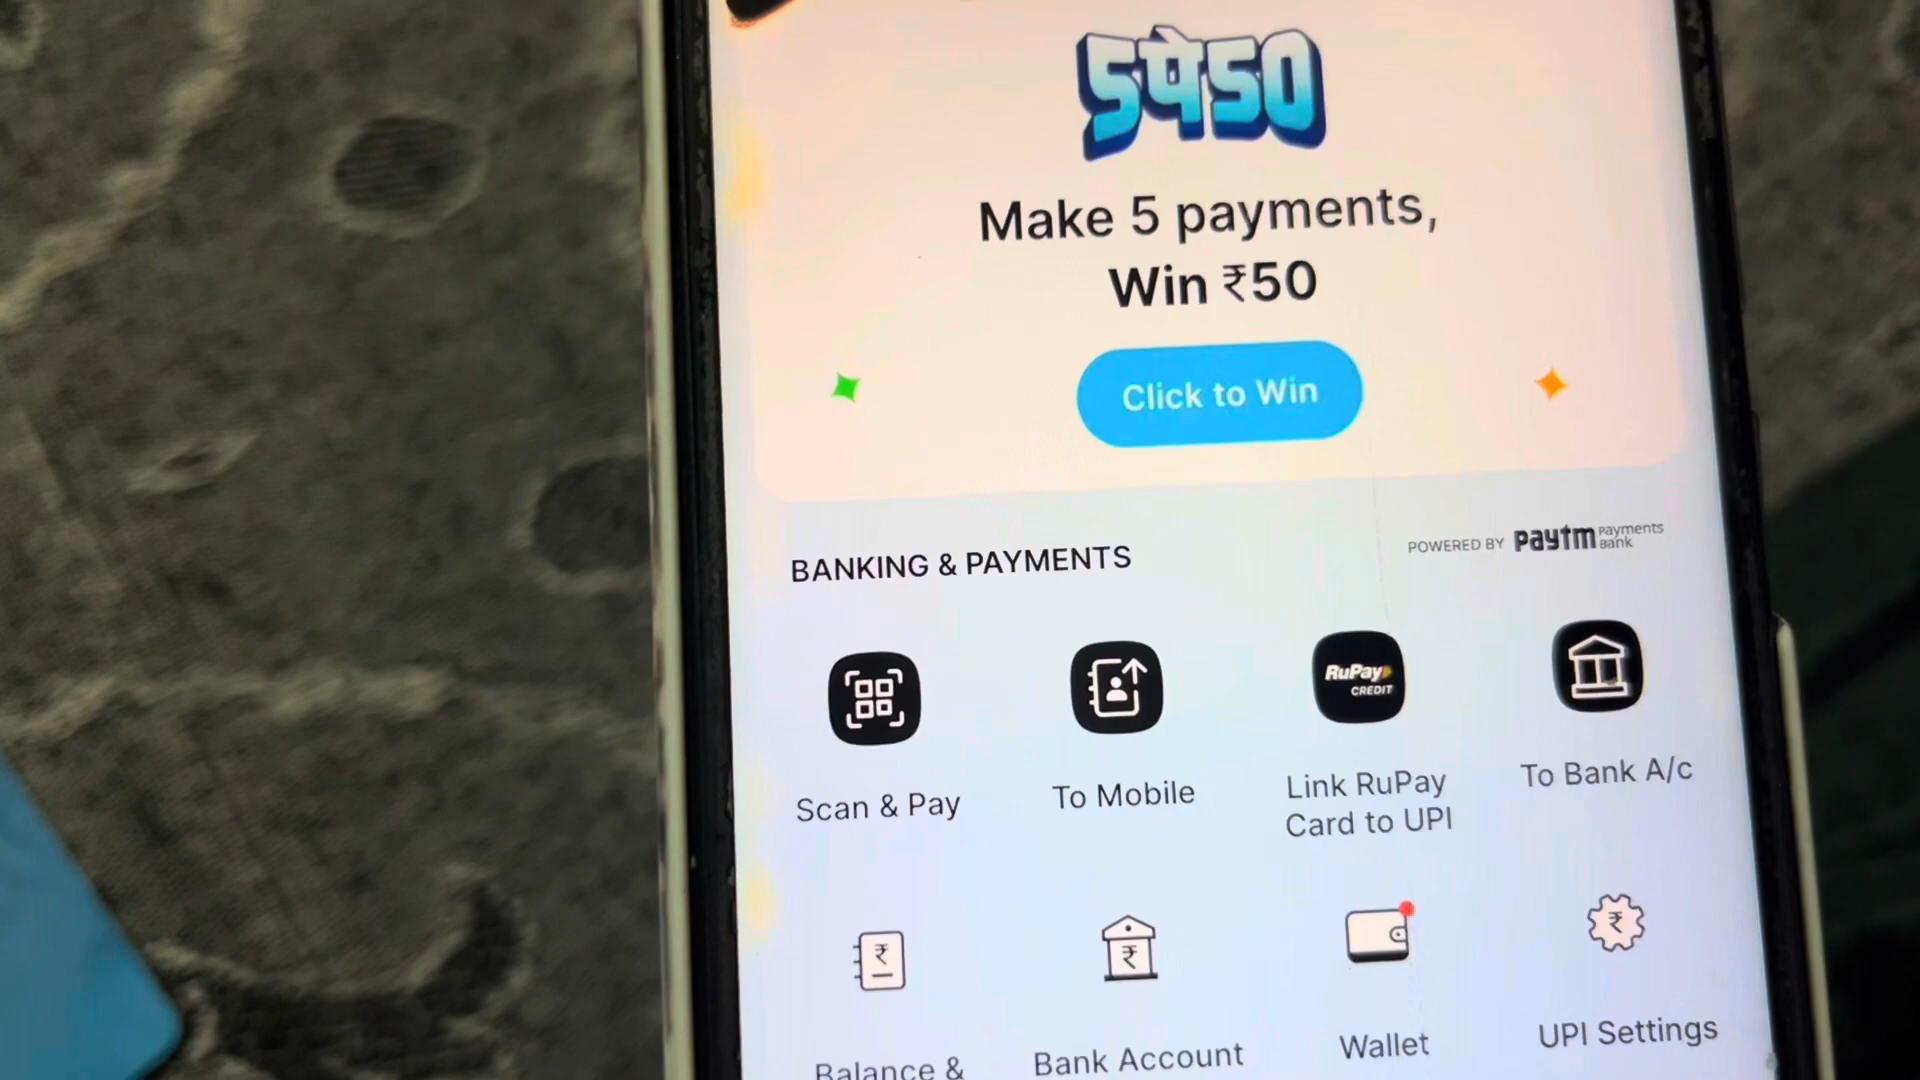 5पे50
Make 5 payments,
Win ₹50
Click to Win
BANKING & PAYMENTS
POWERED BY paytm Payments Bank
RuPay
CREDIT
Scan & Pay
To Mobile
Link RuPay
Card to UPI
To Bank A/c
₹
₹
₹
Balance &
Bank Account
Wallet
UPI Settings